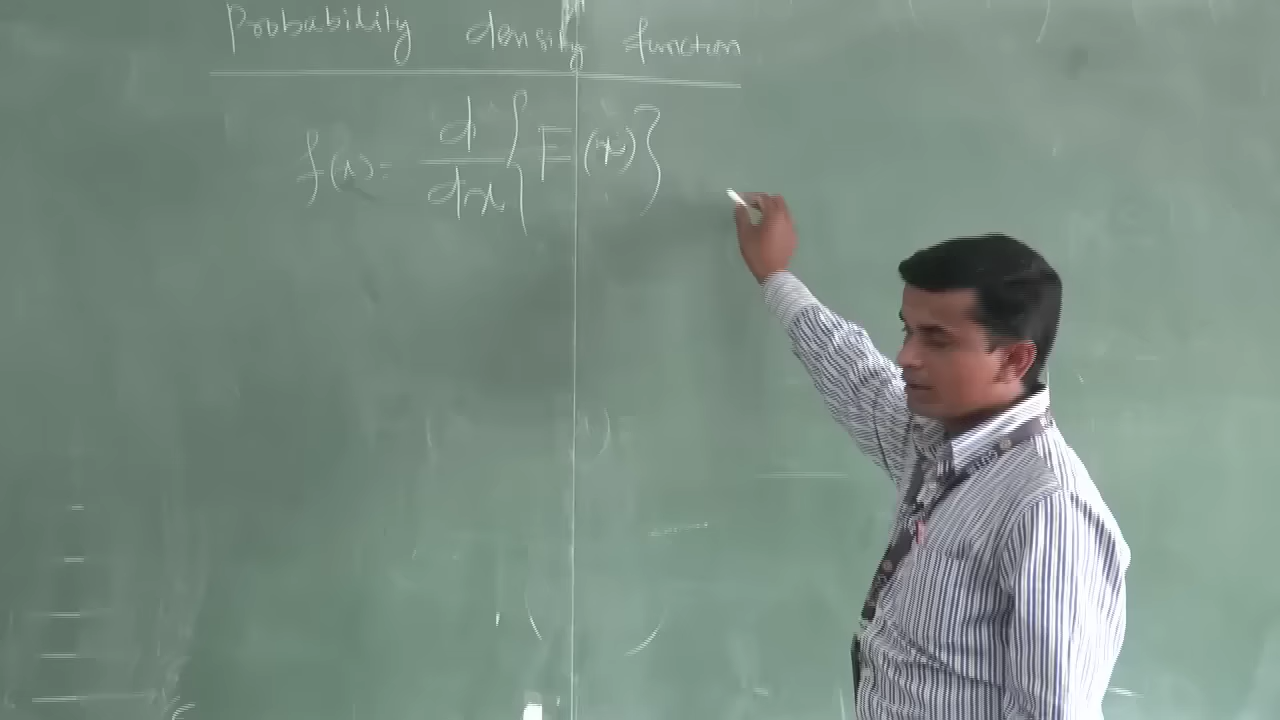 Probability density function
f(x) = d/dx { F(x) }